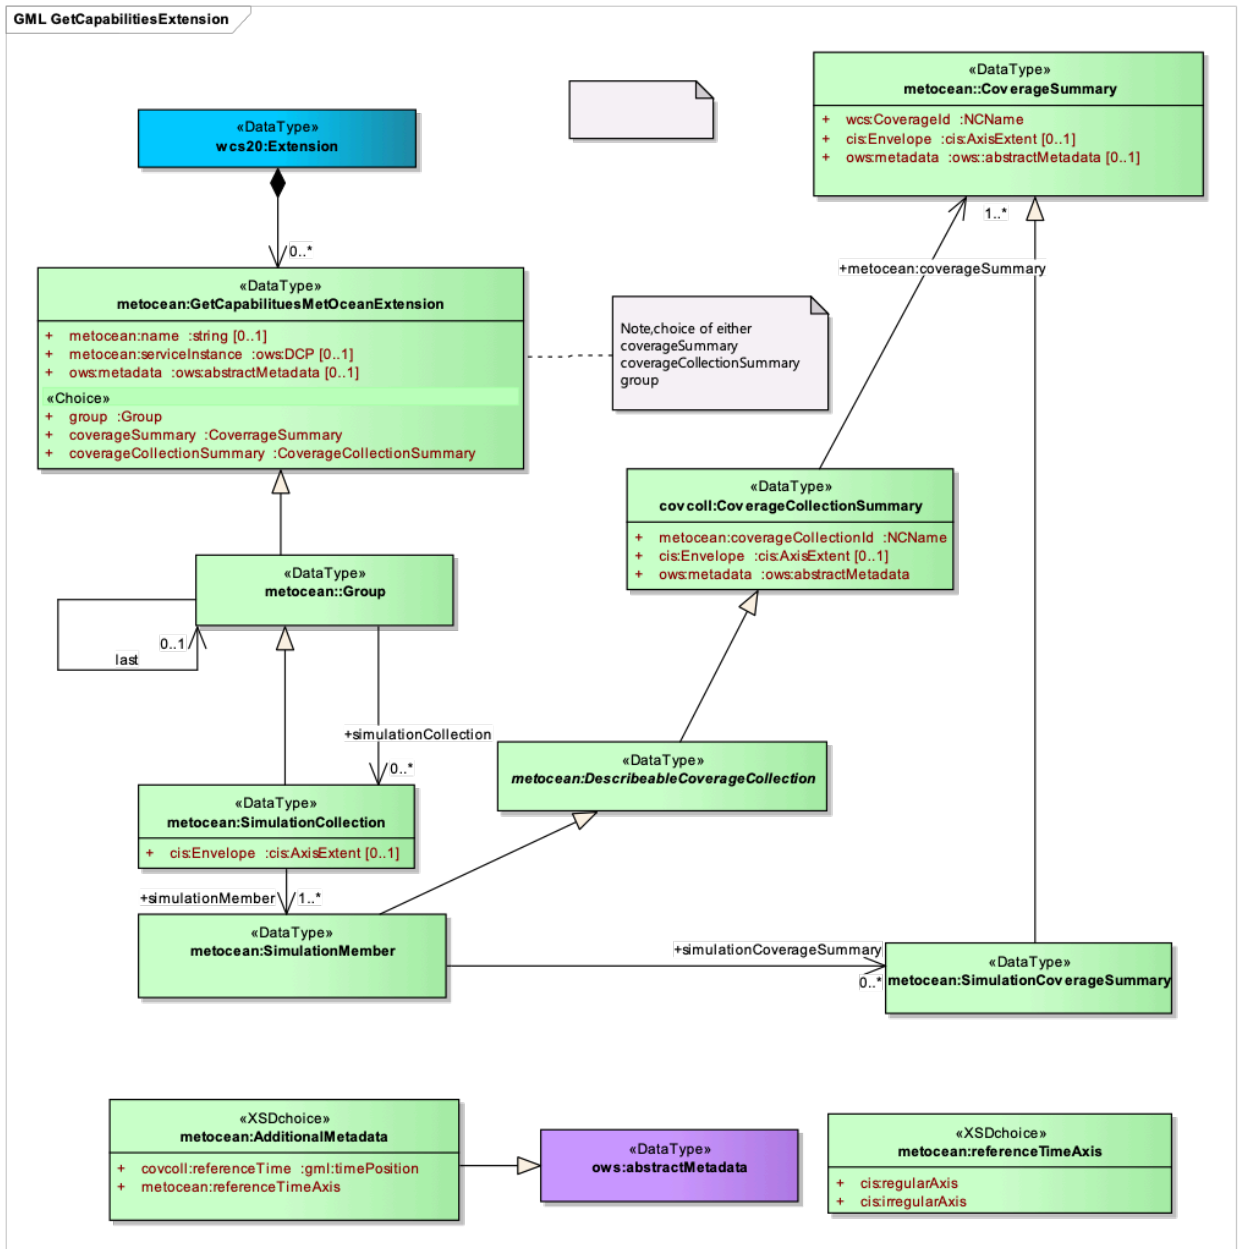 GML GetCapabilitiesExtension
«DataType»
metocean::CoverageSummary
+ wcs:CoverageId :NCName
+ cis:Envelope :cis:AxisExtent [0..1]
+ ows:metadata :ows::abstractMetadata [0..1]
«DataType»
wcs20:Extension
0..*
1..*
+metocean:coverageSummary
«DataType»
metocean:GetCapabilituesMetOceanExtension
+ metocean:name :string [0..1]
+ metocean:serviceInstance :ows:DCP [0..1]
+ ows:metadata :ows:abstractMetadata [0..1]
«Choice»
+ group :Group
+ coverageSummary :CoverrageSummary
+ coverageCollectionSummary :CoverageCollectionSummary
Note,choice of either
coverageSummary
coverageCollectionSummary
group
«DataType»
covcoll:CoverageCollectionSummary
+ metocean:coverageCollectionId :NCName
+ cis:Envelope :cis:AxisExtent [0..1]
+ ows:metadata :ows:abstractMetadata
«DataType»
metocean::Group
0..1
last
+simulationCollection
0..*
«DataType»
metocean:DescribeableCoverageCollection
«DataType»
metocean:SimulationCollection
+ cis:Envelope :cis:AxisExtent [0..1]
+simulationMember
1..*
«DataType»
metocean:SimulationMember
+simulationCoverageSummary
0..*
«DataType»
metocean:SimulationCoverageSummary
«XSDchoice»
metocean:AdditionalMetadata
+ covcoll:referenceTime :gml:timePosition
+ metocean:referenceTimeAxis
«DataType»
ows:abstractMetadata
«XSDchoice»
metocean:referenceTimeAxis
+ cis:regularAxis
+ cis:irregularAxis